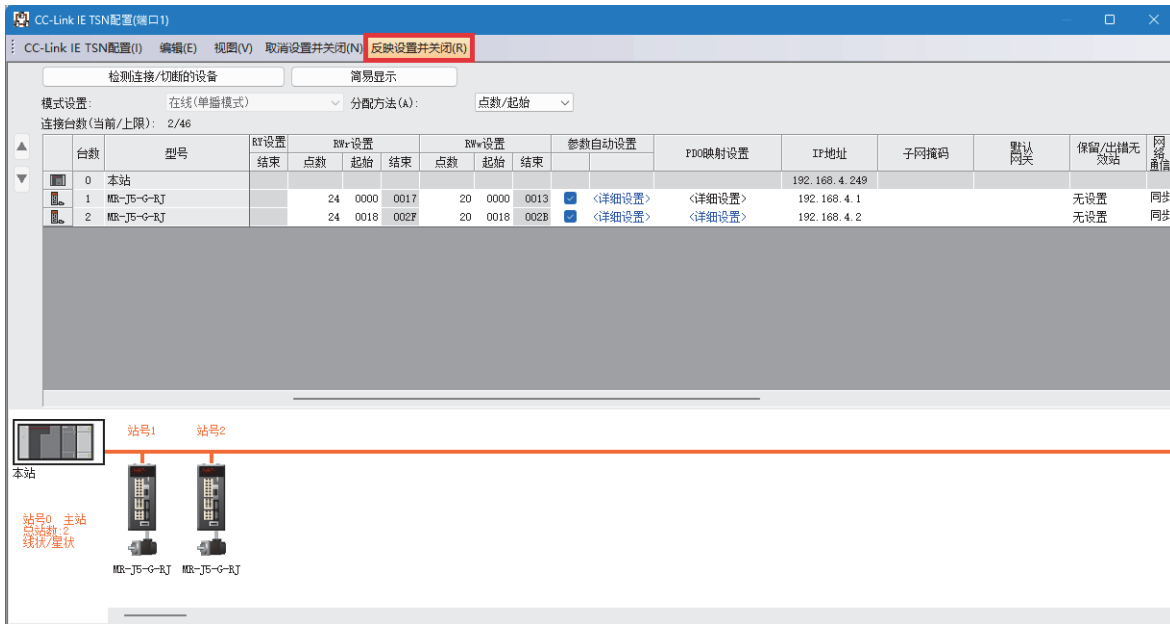 CC-Link IE TSN配置(端口1)
CC-Link IE TSN配置(I) 编辑(E) 视图(V) 取消设置并关闭(N) 反映设置并关闭(R)
检测连接/切断的设备 简易显示
模式设置: 在线(单播模式) 分配方法(A): 点数/起始
连接台数(当前/上限): 2/46
台数 型号 RY设置 RWr设置 RWw设置 参数自动设置 PDO映射设置 IP地址 子网掩码 默认网关 保留/出错无效站 网络通信
结束 点数 起始 结束 点数 起始 结束
0 本站 192.168.4.249
1 MR-J5-G-RJ 24 0000 0017 20 0000 0013 <详细设置> <详细设置> 192.168.4.1 无设置 同步
2 MR-J5-G-RJ 24 0018 002F 20 0018 002B <详细设置> <详细设置> 192.168.4.2 无设置 同步
站号1 站号2
本站
站号0 主站
总站数:2
线状/星状
MR-J5-G-RJ MR-J5-G-RJ